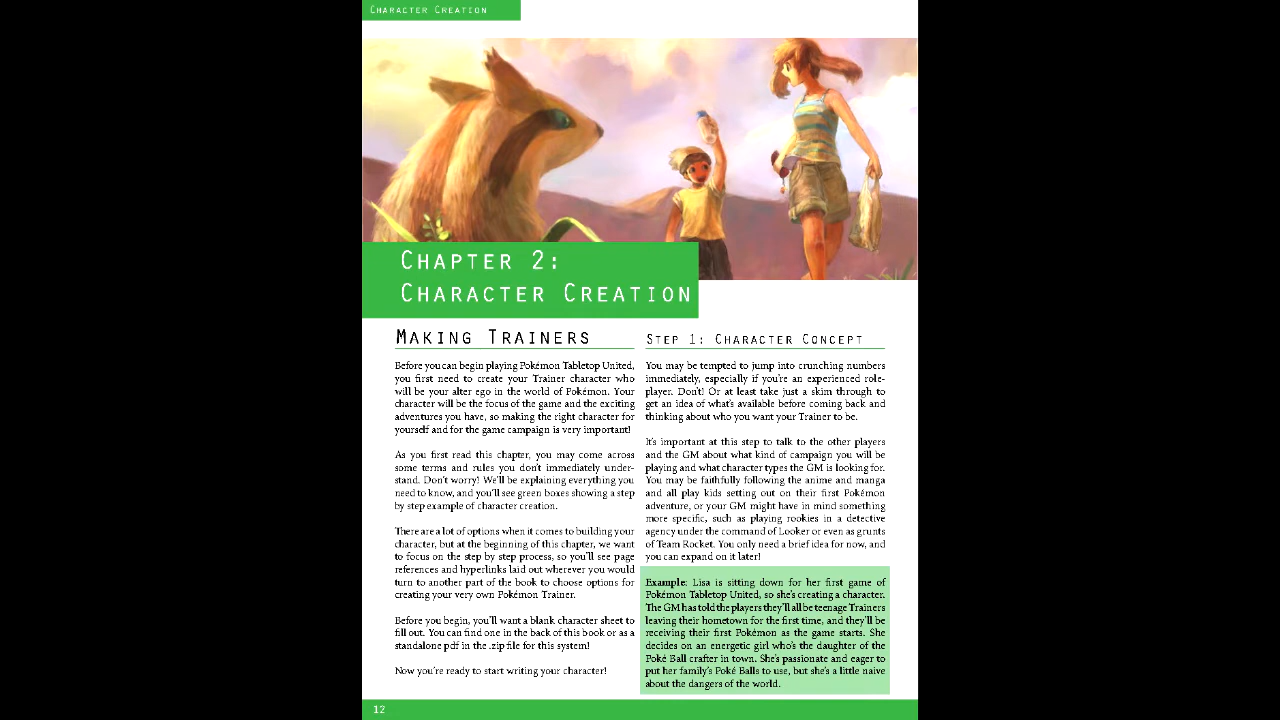 Character Creation
Chapter 2:
Character Creation
Making Trainers
Before you can begin playing Pokémon Tabletop United,
you first need to create your Trainer character who
will be your alter ego in the world of Pokémon. Your
character will be the focus of the game and the exciting
adventures you have, so making the right character for
yourself and for the game campaign is very important!
As you first read this chapter, you may come across
some terms and rules you don't immediately under-
stand. Don't worry! We'll be explaining everything you
need to know, and you'll see green boxes showing a step
by step example of character creation.
There are a lot of options when it comes to building your
character, but at the beginning of this chapter, we want
to focus on the step by step process, so you'll see page
references and hyperlinks laid out wherever you would
turn to another part of the book to choose options for
creating your very own Pokémon Trainer.
Before you begin, you'll want a blank character sheet to
fill out. You can find one in the back of this book or as a
standalone pdf in the .zip file for this system!
Now you're ready to start writing your character!
Step 1: Character Concept
You may be tempted to jump into crunching numbers
immediately, especially if you're an experienced role-
player. Don't! Or at least take just a skim through to
get an idea of what's available before coming back and
thinking about who you want your Trainer to be.
It's important at this step to talk to the other players
and the GM about what kind of campaign you will be
playing and what character types the GM is looking for.
You may be faithfully following the anime and manga
and all play kids setting out on their first Pokémon
adventure, or your GM might have in mind something
more specific, such as playing rookies in a detective
agency under the command of Looker or even as grunts
of Team Rocket. You only need a brief idea for now, and
you can expand on it later!
Example: Lisa is sitting down for her first game of
Pokémon Tabletop United, so she's creating a character.
The GM has told the players they'll all be teenage Trainers
leaving their hometown for the first time, and they'll be
receiving their first Pokémon as the game starts. She
decides on an energetic girl who's the daughter of the
Poké Ball crafter in town. She's passionate and eager to
put her family's Poké Balls to use, but she's a little naive
about the dangers of the world.
12